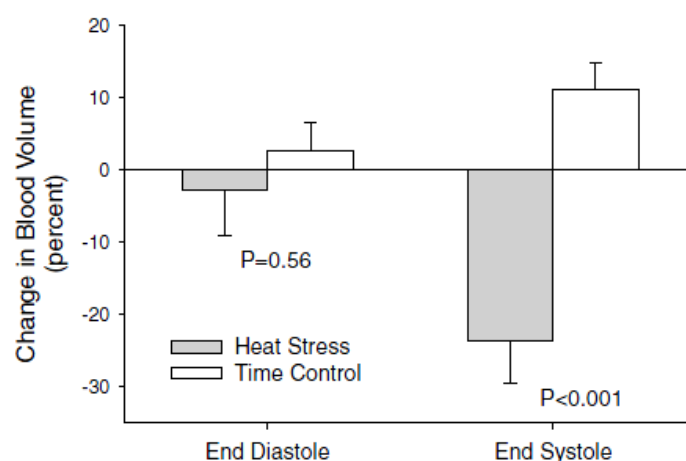 Change in Blood Volume
(percent)
20
10
0
-10
-20
-30
P=0.56
P<0.001
Heat Stress
Time Control
End Diastole
End Systole